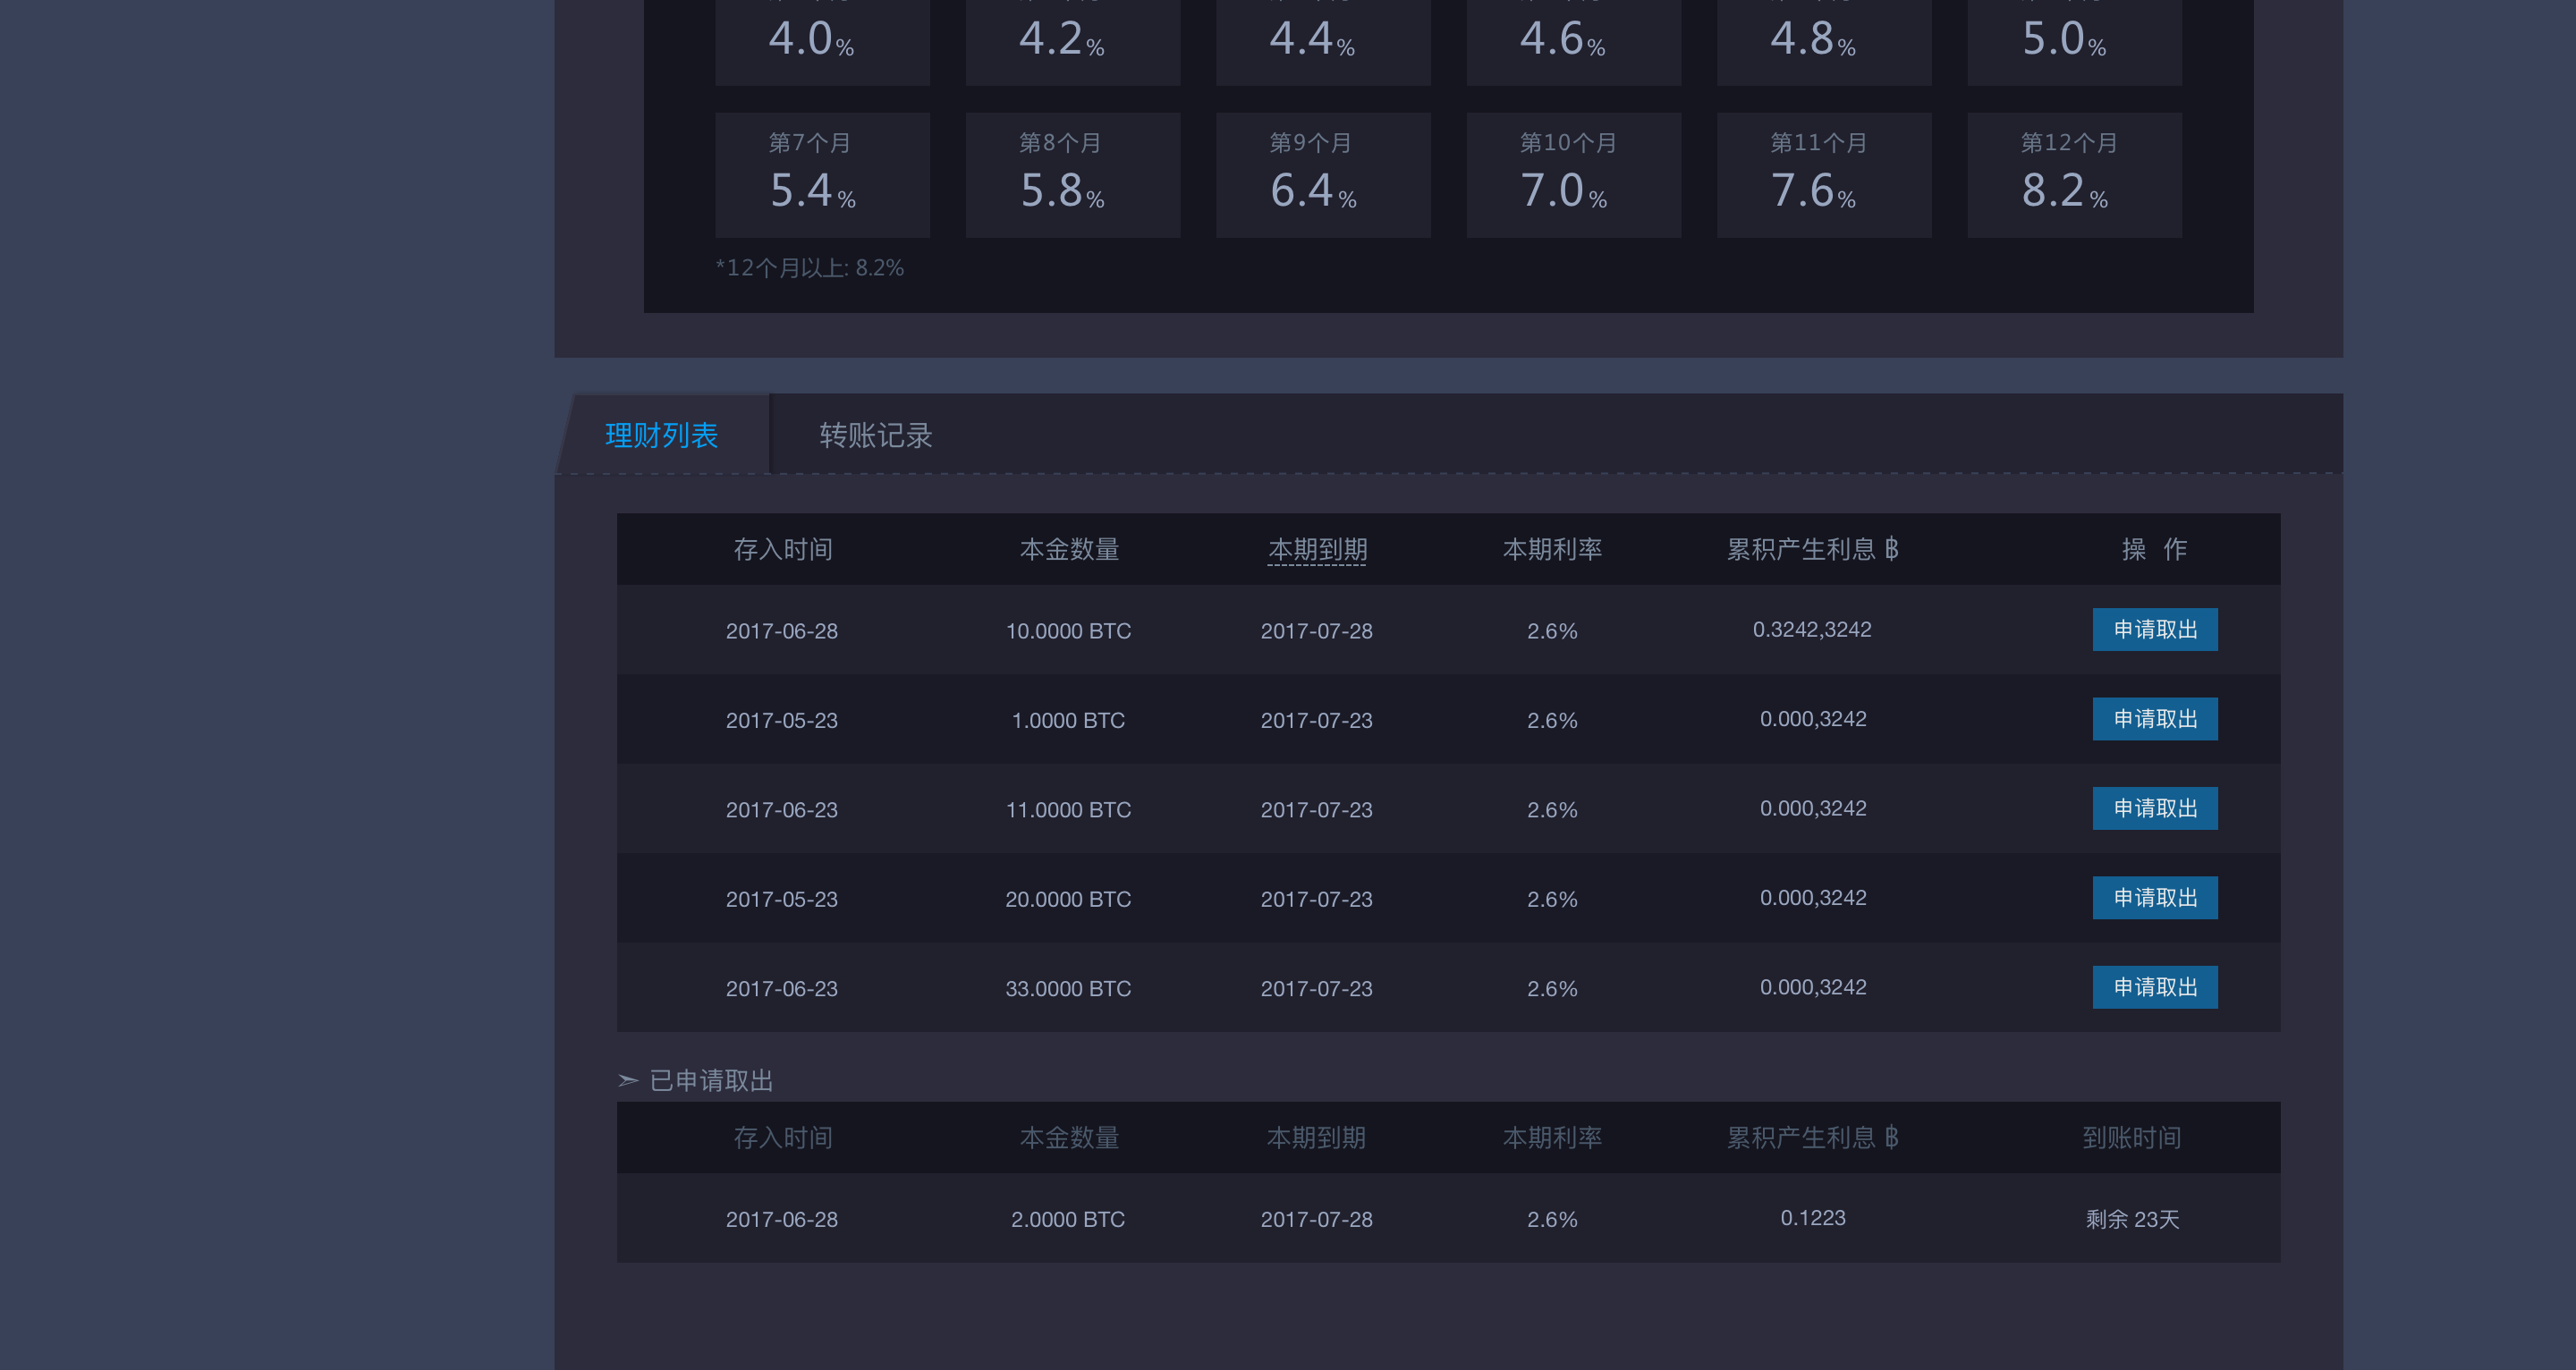 4.0% 4.2% 4.4% 4.6% 4.8% 5.0%
第7个月 第8个月 第9个月 第10个月 第11个月 第12个月
5.4% 5.8% 6.4% 7.0% 7.6% 8.2%
*12个月以上: 8.2%
理财列表 转账记录
存入时间 本金数量 本期到期 本期利率 累积产生利息 ฿ 操 作
2017-06-28 10.0000 BTC 2017-07-28 2.6% 0.3242,3242 申请取出
2017-05-23 1.0000 BTC 2017-07-23 2.6% 0.000,3242 申请取出
2017-06-23 11.0000 BTC 2017-07-23 2.6% 0.000,3242 申请取出
2017-05-23 20.0000 BTC 2017-07-23 2.6% 0.000,3242 申请取出
2017-06-23 33.0000 BTC 2017-07-23 2.6% 0.000,3242 申请取出
➣ 已申请取出
存入时间 本金数量 本期到期 本期利率 累积产生利息 ฿ 到账时间
2017-06-28 2.0000 BTC 2017-07-28 2.6% 0.1223 剩余 23天